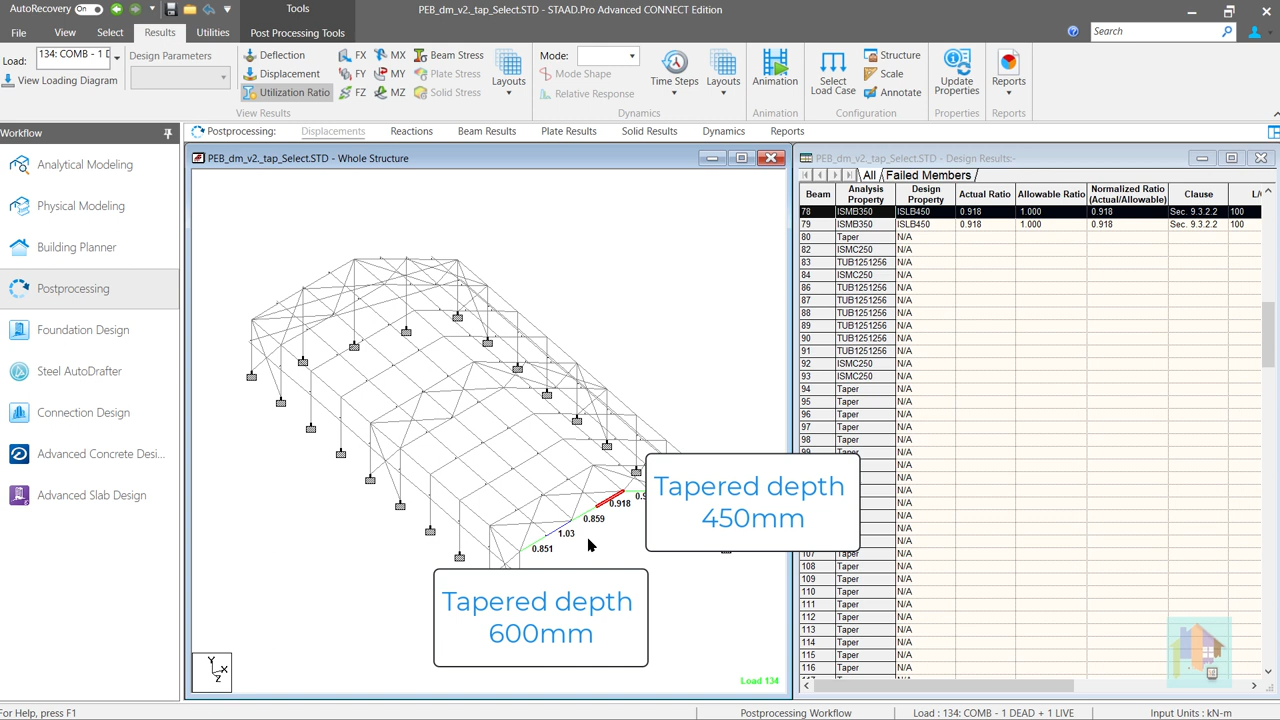 AutoRecovery On
Tools
PEB_dm_v2_tap_Select.STD - STAAD.Pro Advanced CONNECT Edition
File View Select Results Utilities Post Processing Tools Search
Load: 134: COMB - 1 D
View Loading Diagram
Design Parameters
Deflection FX MX Beam Stress
Displacement FY MY Plate Stress
Utilization Ratio FZ MZ Solid Stress
View Results
Layouts
Mode:
Mode Shape
Relative Response
Time Steps
Layouts
Dynamics
Animation
Animation
Select Load Case
Structure
Scale
Annotate
Configuration
Update Properties
Properties
Reports
Reports
Workflow
Postprocessing: Displacements Reactions Beam Results Plate Results Solid Results Dynamics Reports
Analytical Modeling
Physical Modeling
Building Planner
Postprocessing
Foundation Design
Steel AutoDrafter
Connection Design
Advanced Concrete Desi...
Advanced Slab Design
PEB_dm_v2_tap_Select.STD - Whole Structure
0.918
0.859
1.03
0.851
Tapered depth
450mm
Tapered depth
600mm
Y
X
Z
Load 134
PEB_dm_v2_tap_Select.STD - Design Results:-
All Failed Members
Beam Analysis Property Design Property Actual Ratio Allowable Ratio Normalized Ratio (Actual/Allowable) Clause L/
78 ISMB350 ISLB450 0.918 1.000 0.918 Sec. 9.3.2.2 100
79 ISMB350 ISLB450 0.918 1.000 0.918 Sec. 9.3.2.2 100
80 Taper N/A
82 ISMC250 N/A
83 TUB1251256 N/A
84 ISMC250 N/A
86 TUB1251256 N/A
87 TUB1251256 N/A
88 TUB1251256 N/A
89 TUB1251256 N/A
90 TUB1251256 N/A
91 TUB1251256 N/A
92 ISMC250 N/A
93 ISMC250 N/A
94 Taper N/A
95 Taper N/A
96 Taper N/A
97 Taper N/A
98 Taper N/A
N/A
N/A
N/A
N/A
N/A
N/A
N/A
N/A
107 Taper N/A
108 Taper N/A
109 Taper N/A
110 Taper N/A
111 Taper N/A
112 Taper N/A
113 Taper N/A
114 Taper N/A
115 Taper N/A
116 Taper N/A
For Help, press F1
Postprocessing Workflow
Load : 134: COMB - 1 DEAD + 1 LIVE
Input Units : kN-m